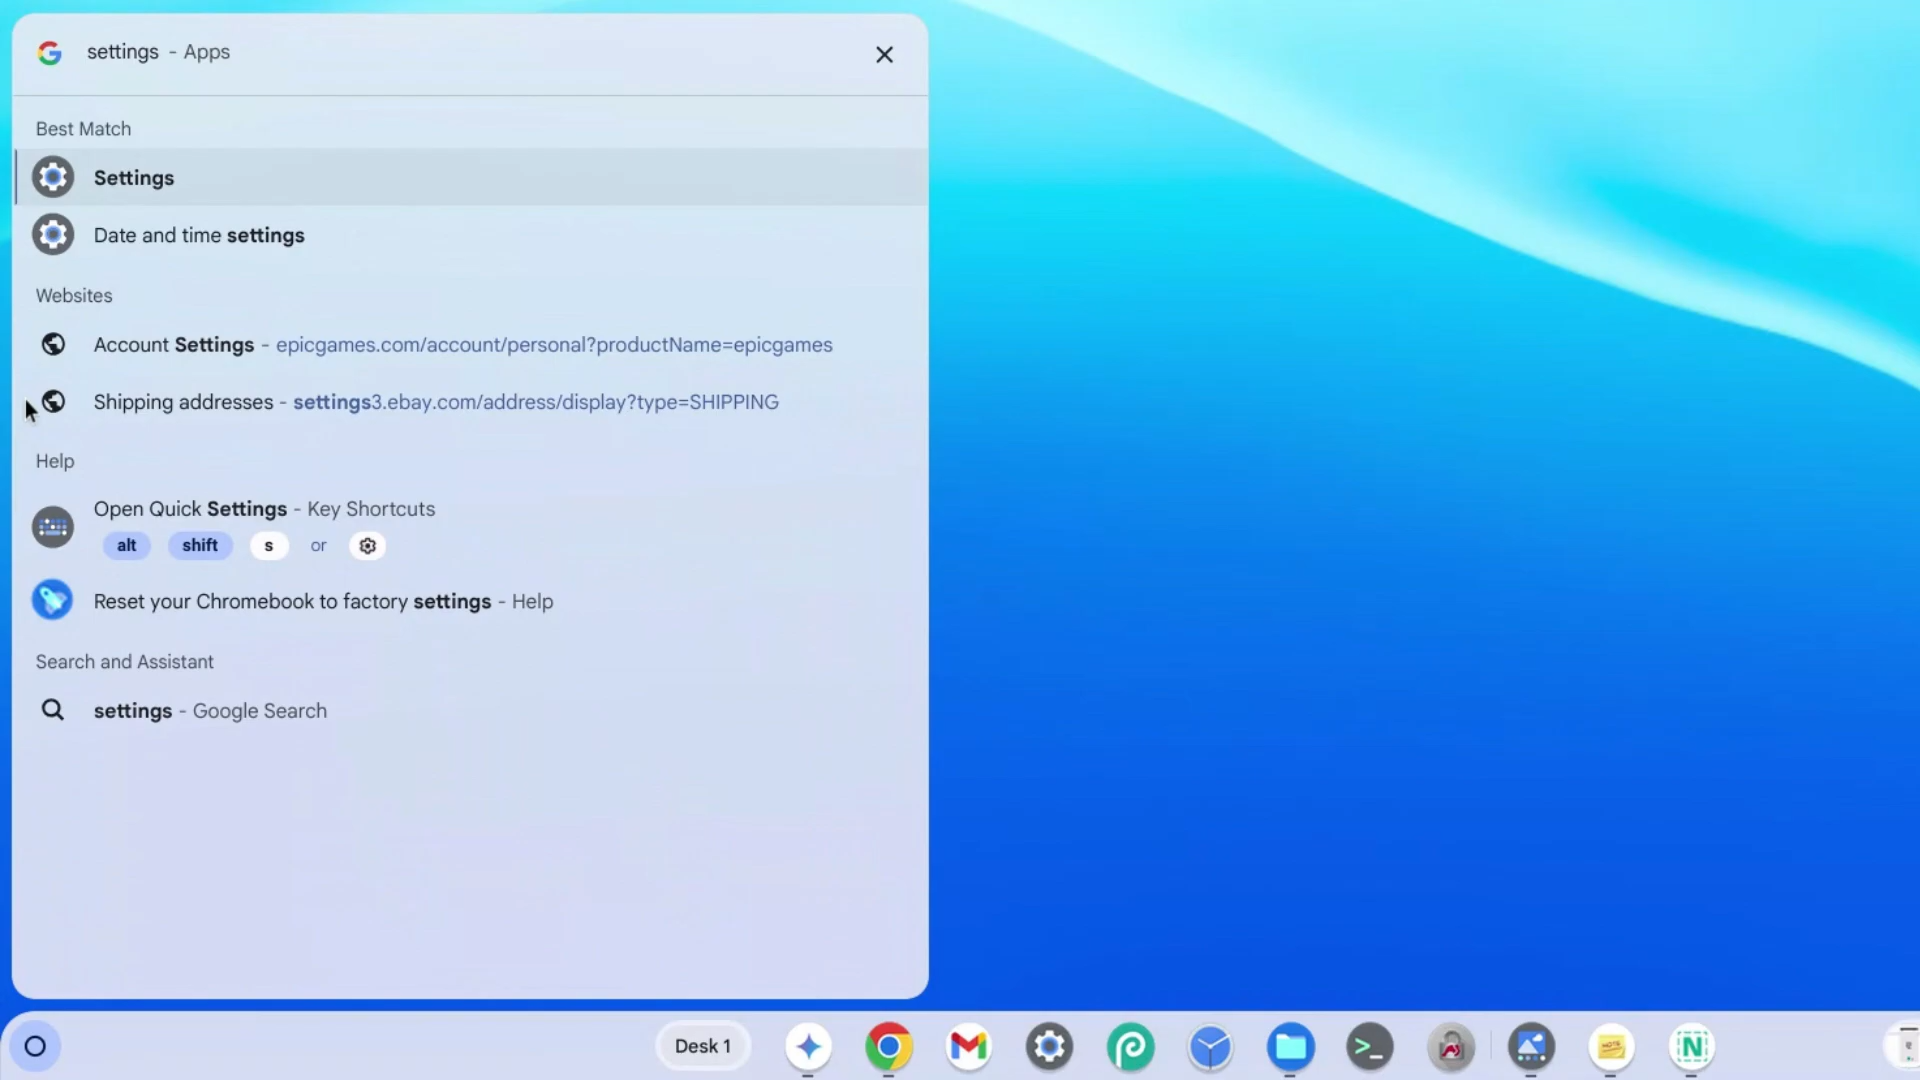 settings - Apps
Best Match
Settings
Date and time settings
Websites
Account Settings - epicgames.com/account/personal?productName=epicgames
Shipping addresses - settings3.ebay.com/address/display?type=SHIPPING
Help
Open Quick Settings - Key Shortcuts
alt shift s or
Reset your Chromebook to factory settings - Help
Search and Assistant
settings - Google Search
Desk 1
NOTE
N